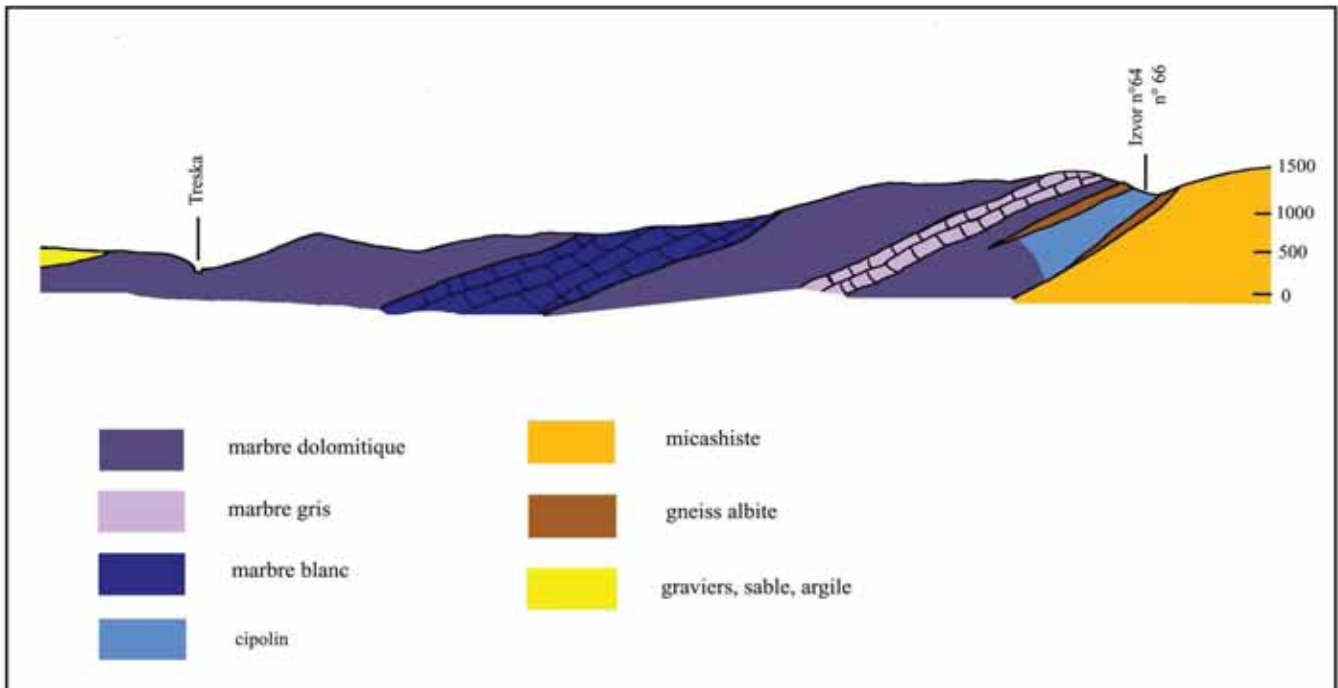 Treska
Izvor n°64
n° 66
1500
1000
500
0
marbre dolomitique
marbre gris
marbre blanc
cipolin
micashiste
gneiss albite
graviers, sable, argile